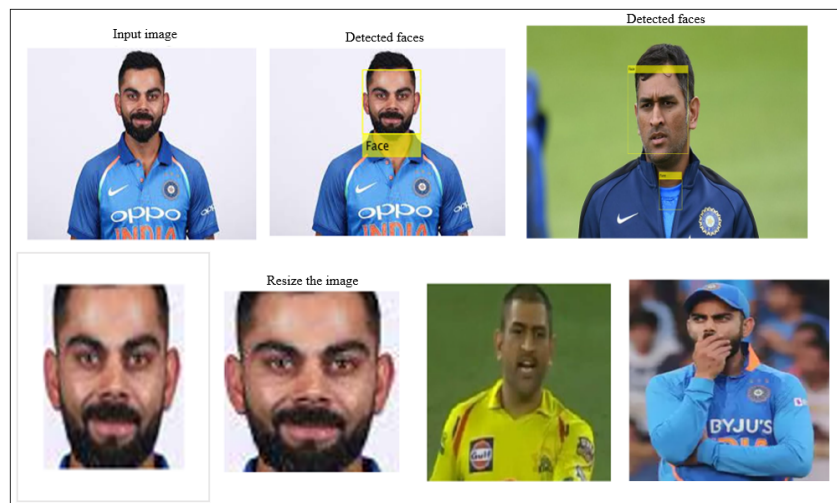 Input image
Detected faces
Detected faces
Face
oppo
INDIA
oppo
INDIA
Resize the image
Gulf
BYJU'S